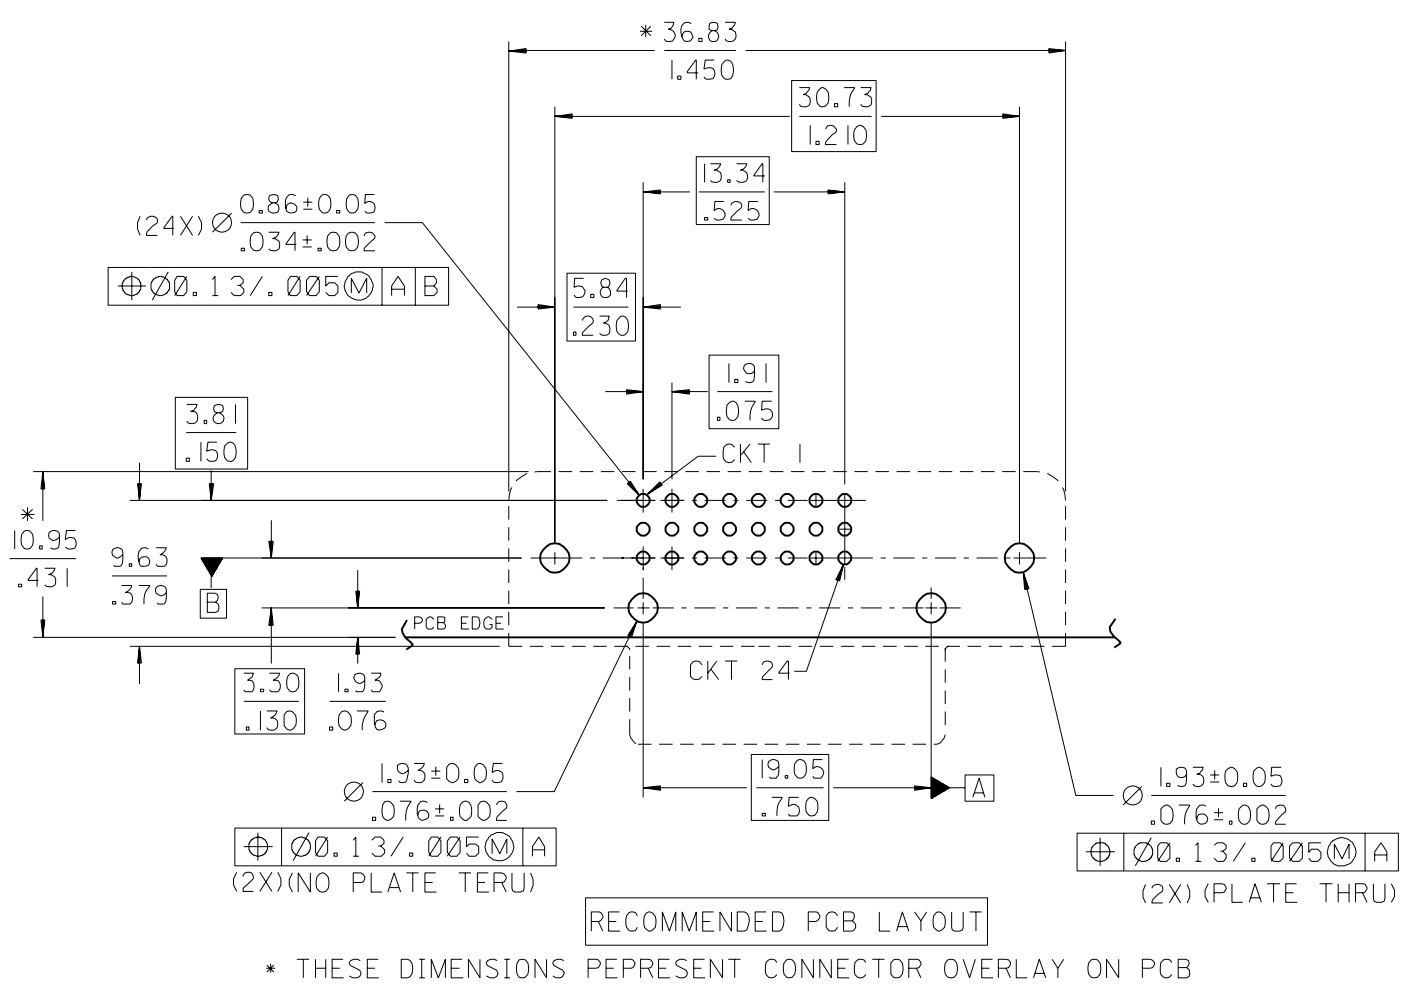 * 36.83
1.450
30.73
1.210
13.34
.525
(24X) Ø 0.86±0.05
.034±.002
⌖ Ø0.13/.005 Ⓜ A B
5.84
.230
1.91
.075
3.81
.150
CKT 1
*
10.95
.431
9.63
.379
B
PCB EDGE
CKT 24
3.30
.130
1.93
.076
19.05
.750
A
Ø 1.93±0.05
.076±.002
⌖ Ø0.13/.005 Ⓜ A
(2X)(NO PLATE TERU)
Ø 1.93±0.05
.076±.002
⌖ Ø0.13/.005 Ⓜ A
(2X) (PLATE THRU)
RECOMMENDED PCB LAYOUT
* THESE DIMENSIONS PEPRESENT CONNECTOR OVERLAY ON PCB